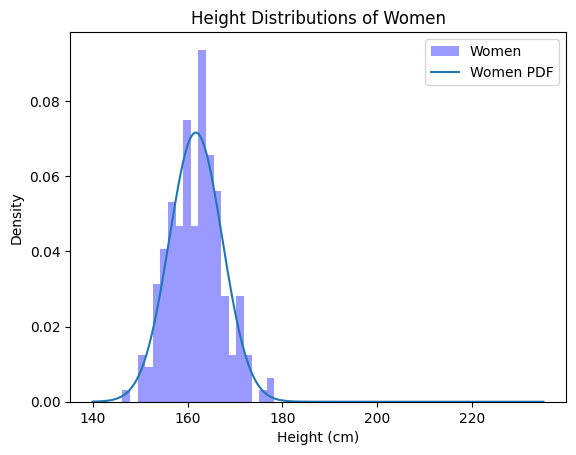 Height Distributions of Women
Women
Women PDF
Density
0.08
0.06
0.04
0.02
0.00
140 160 180 200 220
Height (cm)